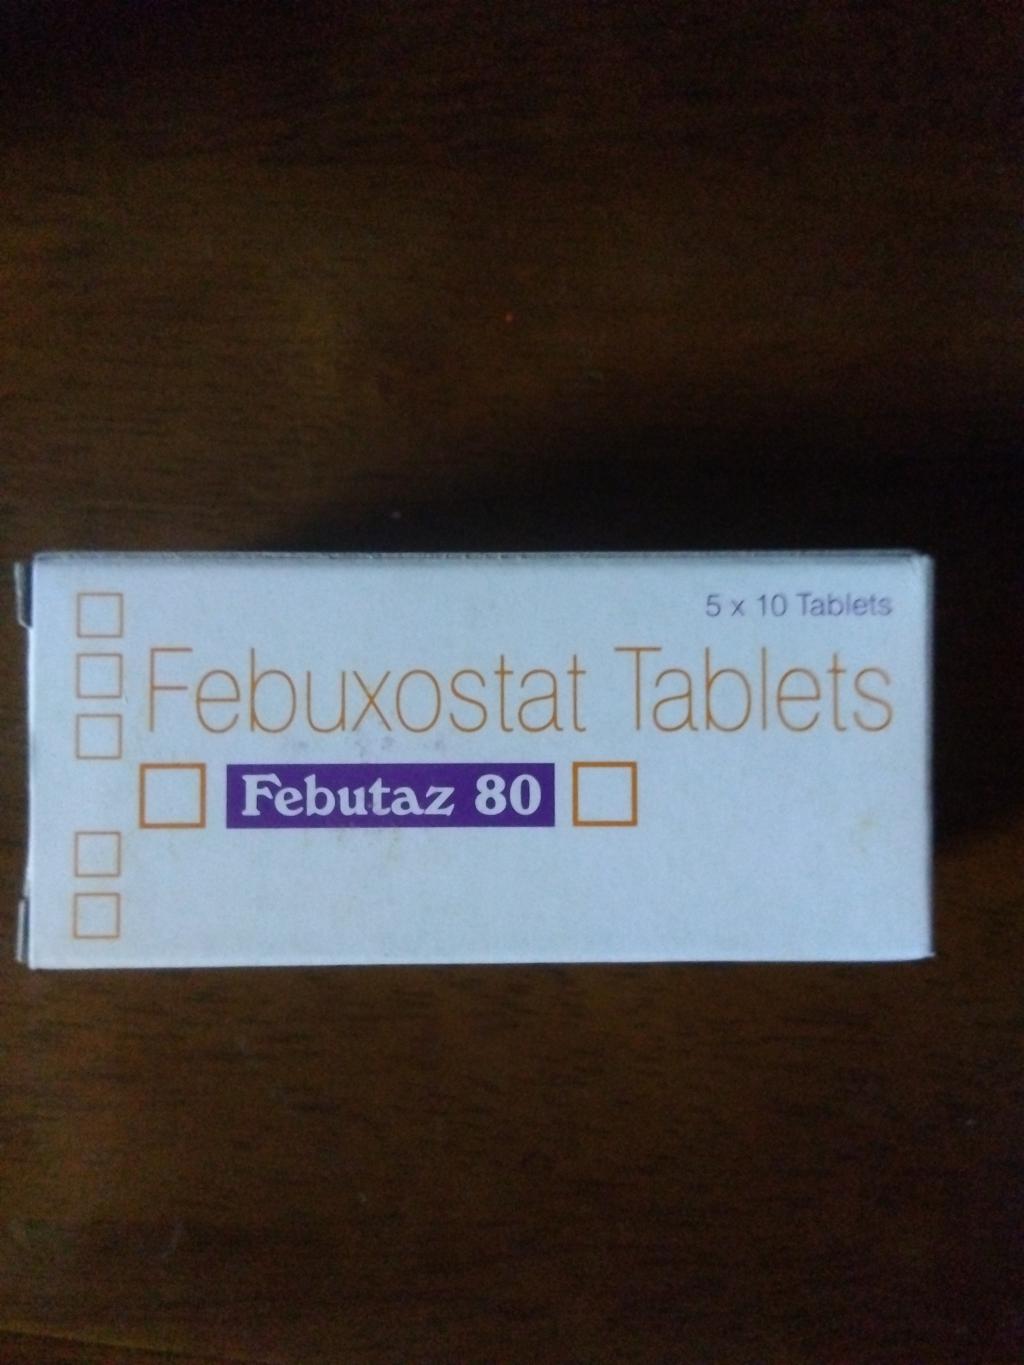 5 x 10 Tablets
Febuxostat Tablets
Febutaz 80